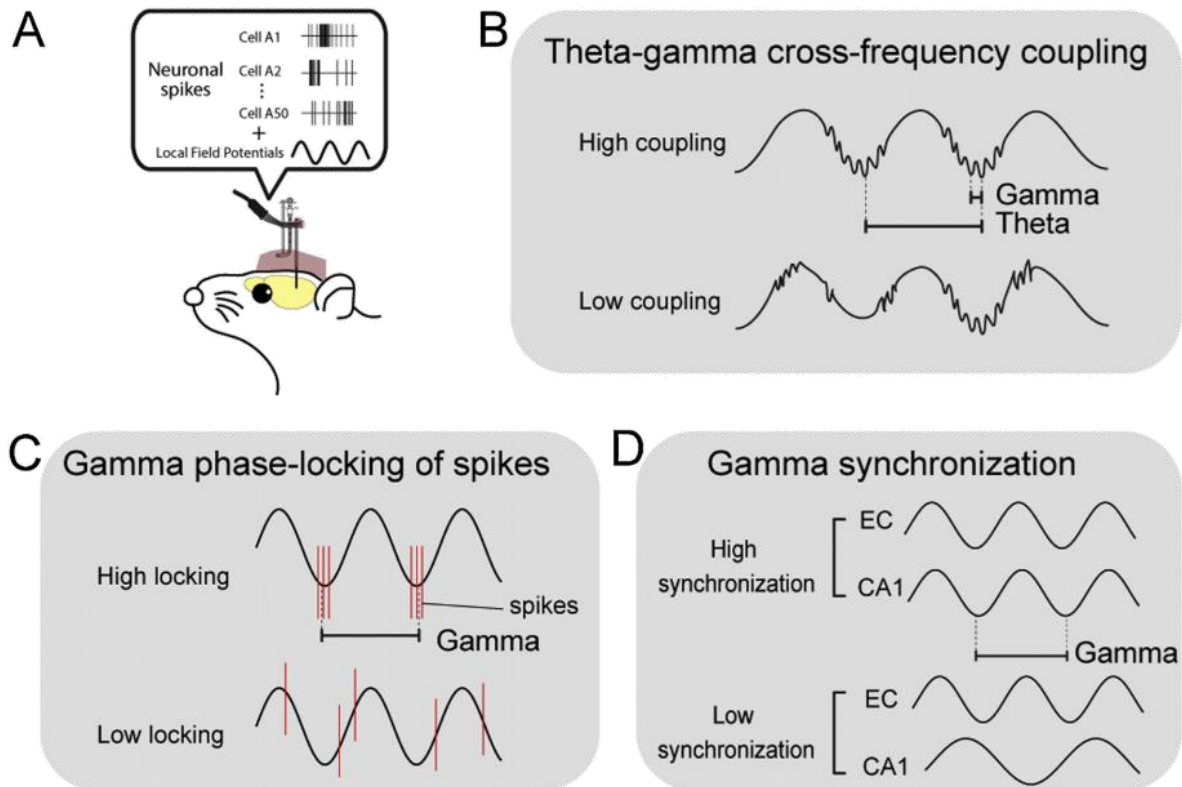 A
Neuronal
spikes
Cell A1
Cell A2
Cell A50
+
Local Field Potentials
B
Theta-gamma cross-frequency coupling
High coupling
Gamma
Theta
Low coupling
C
Gamma phase-locking of spikes
High locking
spikes
Gamma
Low locking
D
Gamma synchronization
High
synchronization
EC
CA1
Gamma
Low
synchronization
EC
CA1